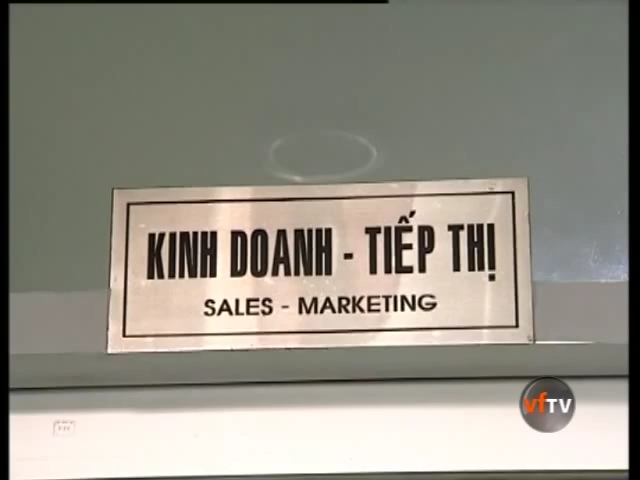 KINH DOANH - TIẾP THỊ
SALES - MARKETING
vfTV